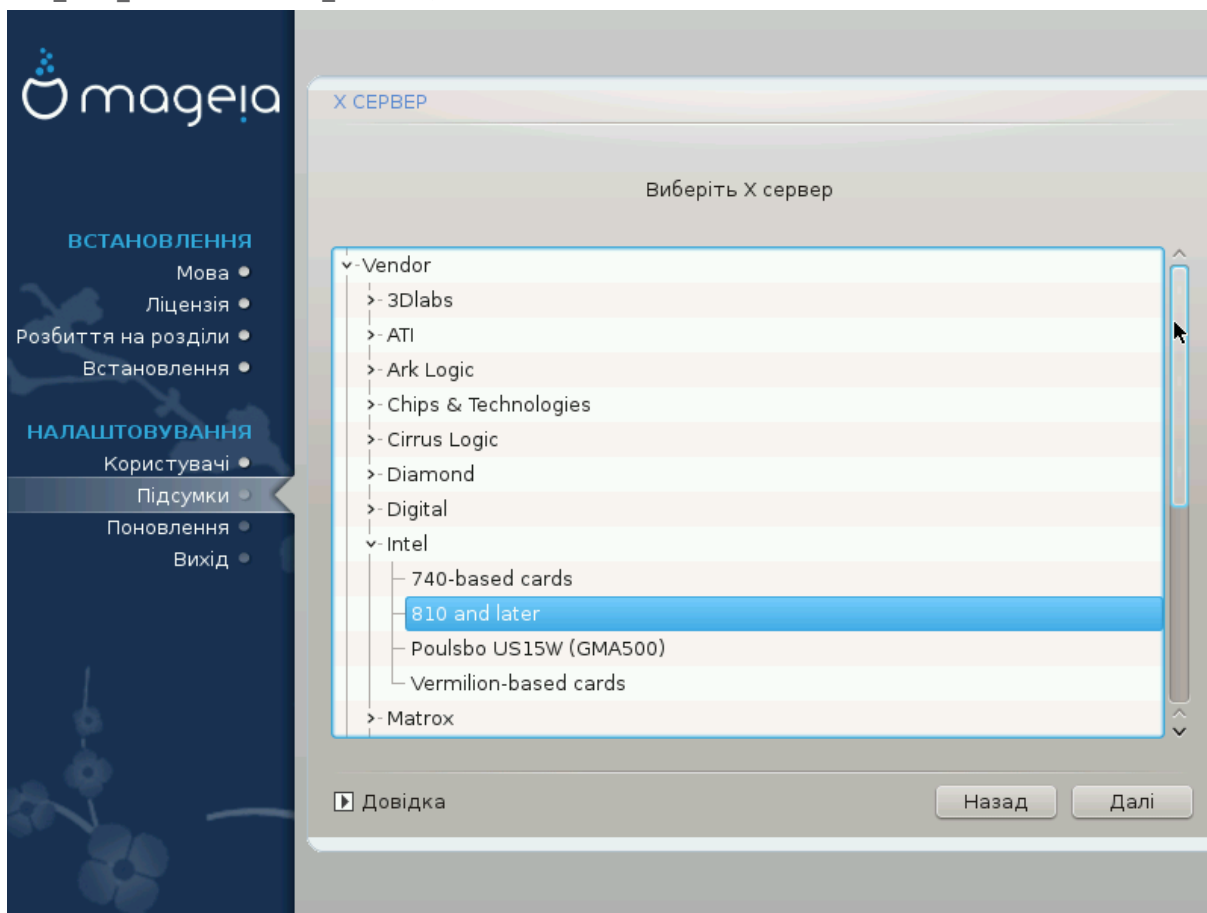 mageia
X СЕРВЕР
Виберіть X сервер
ВСТАНОВЛЕННЯ
Мова
Ліцензія
Розбиття на розділи
Встановлення
НАЛАШТОВУВАННЯ
Користувачі
Підсумки
Поновлення
Вихід
Vendor
3Dlabs
ATI
Ark Logic
Chips & Technologies
Cirrus Logic
Diamond
Digital
Intel
740-based cards
810 and later
Poulsbo US15W (GMA500)
Vermilion-based cards
Matrox
Довідка
Назад
Далі